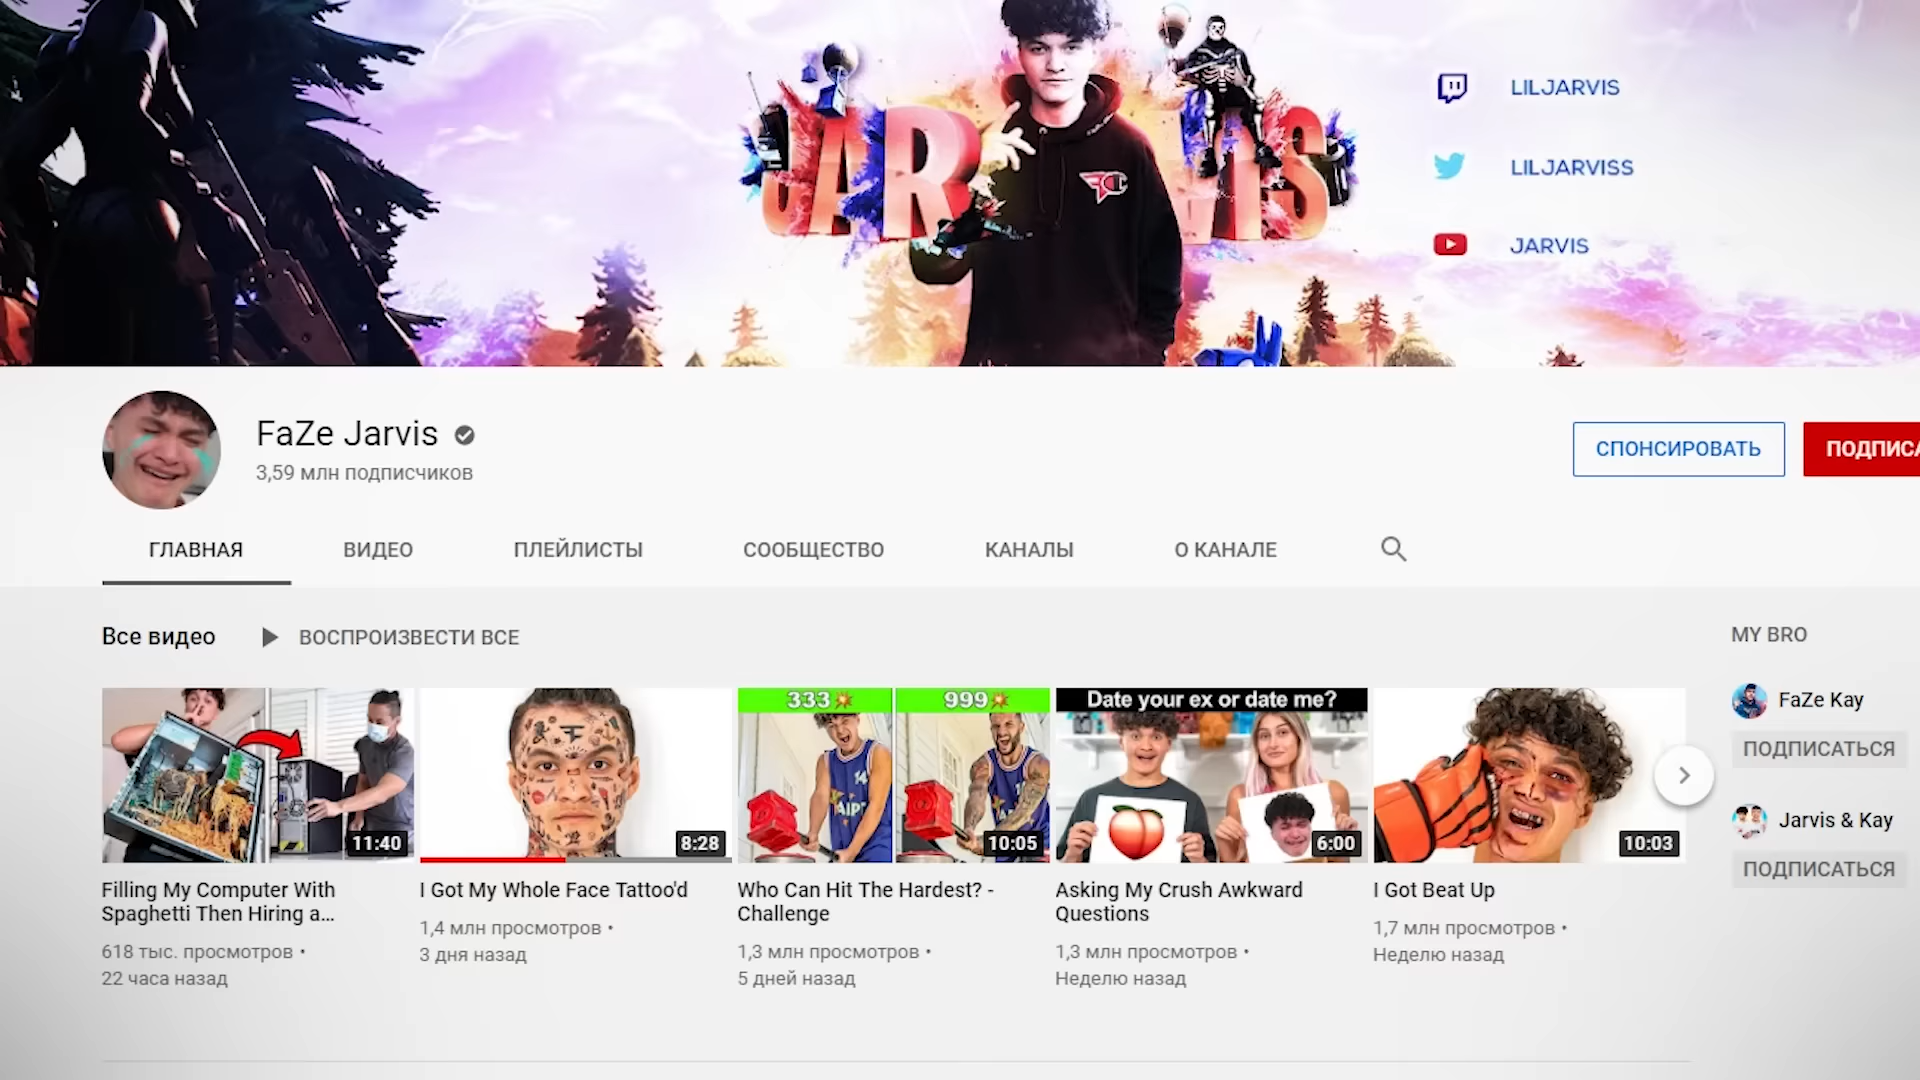 JARVIS
LILJARVIS
LILJARVISS
JARVIS
FaZe Jarvis
3,59 млн подписчиков
СПОНСИРОВАТЬ
ПОДПИСА
ГЛАВНАЯ
ВИДЕО
ПЛЕЙЛИСТЫ
СООБЩЕСТВО
КАНАЛЫ
О КАНАЛЕ
Все видео
ВОСПРОИЗВЕСТИ ВСЕ
11:40
Filling My Computer With
Spaghetti Then Hiring a...
618 тыс. просмотров •
22 часа назад
8:28
I Got My Whole Face Tattoo'd
1,4 млн просмотров •
3 дня назад
333
999
10:05
Who Can Hit The Hardest? -
Challenge
1,3 млн просмотров •
5 дней назад
Date your ex or date me?
6:00
Asking My Crush Awkward
Questions
1,3 млн просмотров •
Неделю назад
10:03
I Got Beat Up
1,7 млн просмотров •
Неделю назад
MY BRO
FaZe Kay
ПОДПИСАТЬСЯ
Jarvis & Kay
ПОДПИСАТЬСЯ